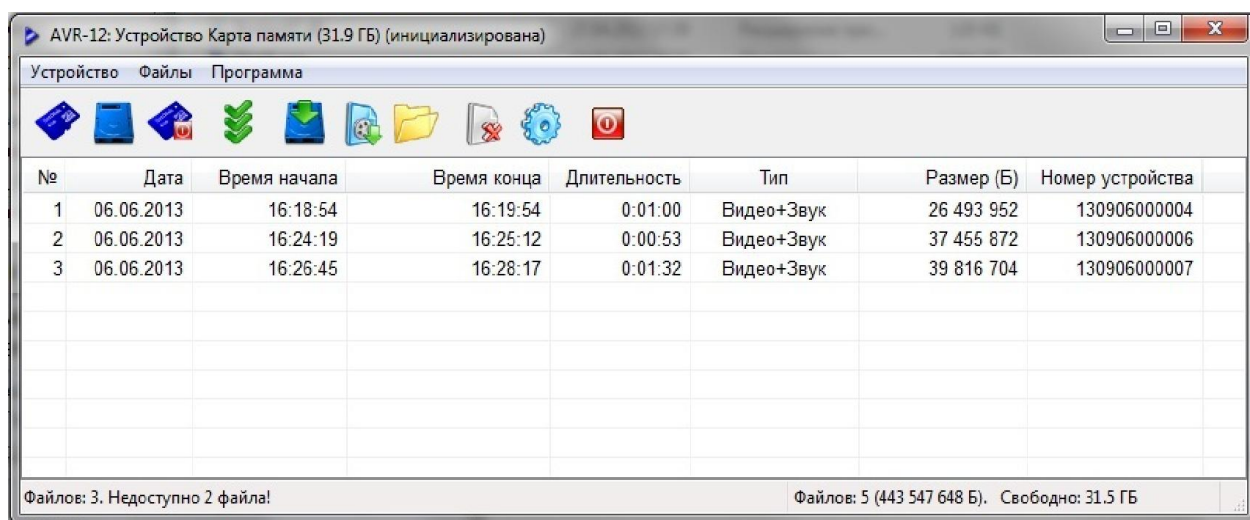 AVR-12: Устройство Карта памяти (31.9 ГБ) (инициализирована)
Устройство Файлы Программа
№ Дата Время начала Время конца Длительность Тип Размер (Б) Номер устройства
1 06.06.2013 16:18:54 16:19:54 0:01:00 Видео+Звук 26 493 952 130906000004
2 06.06.2013 16:24:19 16:25:12 0:00:53 Видео+Звук 37 455 872 130906000006
3 06.06.2013 16:26:45 16:28:17 0:01:32 Видео+Звук 39 816 704 130906000007
Файлов: 3. Недоступно 2 файла! Файлов: 5 (443 547 648 Б). Свободно: 31.5 ГБ